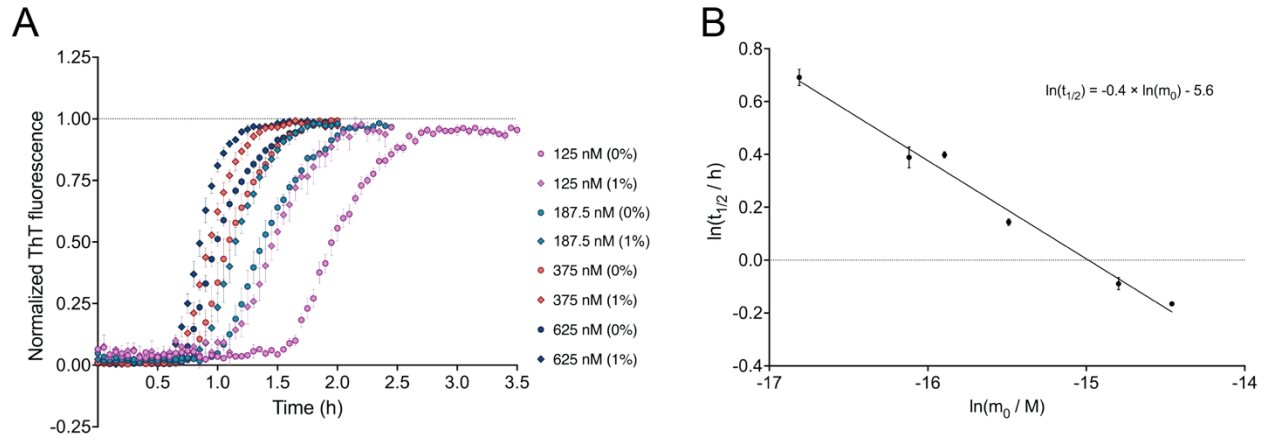 A
1.25
1.00
0.75
0.50
0.25
0.00
-0.25
Normalized ThT fluorescence
0.5 1.0 1.5 2.0 2.5 3.0 3.5
Time (h)
125 nM (0%)
125 nM (1%)
187.5 nM (0%)
187.5 nM (1%)
375 nM (0%)
375 nM (1%)
625 nM (0%)
625 nM (1%)
B
0.8
0.6
0.4
0.2
0.0
-0.2
-0.4
ln(t1/2 / h)
ln(t1/2) = -0.4 × ln(m0) - 5.6
-17 -16 -15 -14
ln(m0 / M)